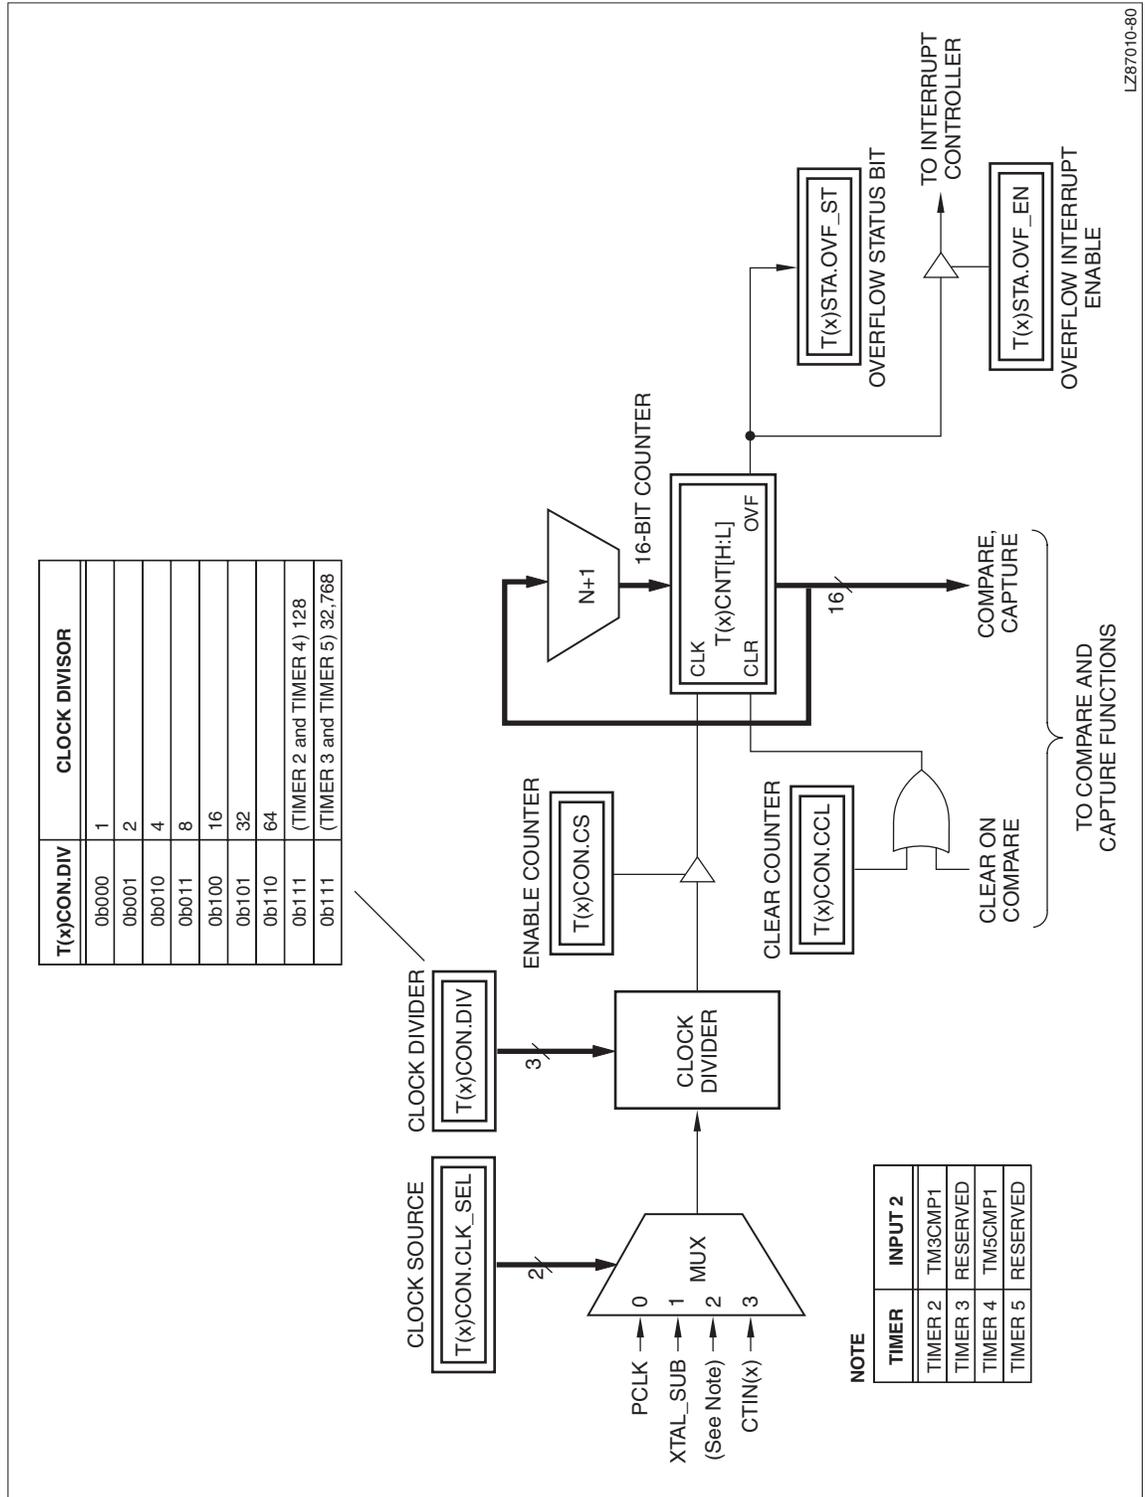 T(x)CON.DIV CLOCK DIVISOR
0b000 1
0b001 2
0b010 4
0b011 8
0b100 16
0b101 32
0b110 64
0b111 (TIMER 2 and TIMER 4) 128
0b111 (TIMER 3 and TIMER 5) 32,768
CLOCK SOURCE
T(x)CON.CLK_SEL
2
CLOCK DIVIDER
T(x)CON.DIV
3
PCLK
XTAL_SUB
(See Note)
CTIN(x)
0
1
2
3
MUX
CLOCK
DIVIDER
ENABLE COUNTER
T(x)CON.CS
CLEAR COUNTER
T(x)CON.CCL
N+1
16-BIT COUNTER
CLK
T(x)CNT[H:L]
CLR
OVF
16
T(x)STA.OVF_ST
OVERFLOW STATUS BIT
TO INTERRUPT
CONTROLLER
T(x)STA.OVF_EN
OVERFLOW INTERRUPT
ENABLE
CLEAR ON
COMPARE
COMPARE,
CAPTURE
TO COMPARE AND
CAPTURE FUNCTIONS
NOTE
TIMER INPUT 2
TIMER 2 TM3CMP1
TIMER 3 RESERVED
TIMER 4 TM5CMP1
TIMER 5 RESERVED
LZ87010-80